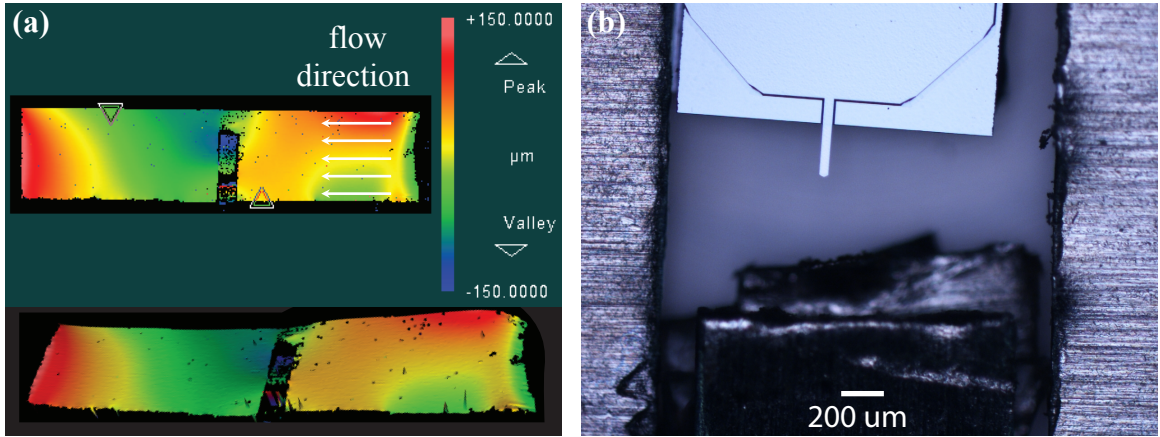 (a)
flow
direction
+150.0000
Peak
µm
Valley
-150.0000
(b)
200 um